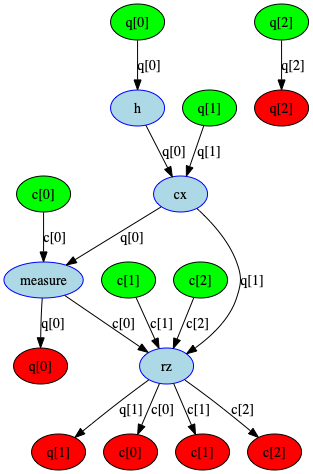 q[0] q[2]
q[0] q[2]
h q[1] q[2]
q[0] q[1]
c[0] cx
c[0] q[0]
measure c[1] c[2] q[1]
q[0] c[0] c[1] c[2]
q[0] rz
q[1] c[0] c[1] c[2]
q[1] c[0] c[1] c[2]